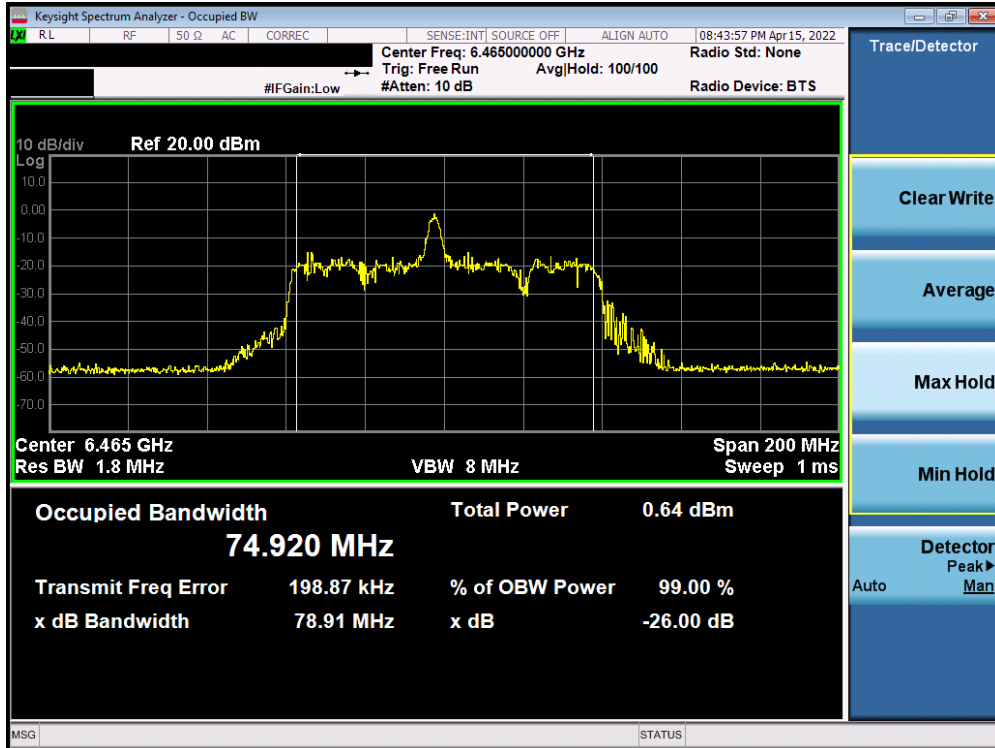 Keysight Spectrum Analyzer - Occupied BW
LXI RL RF 50 Ω AC CORREC SENSE:INT SOURCE OFF ALIGN AUTO 08:43:57 PM Apr 15, 2022
Center Freq: 6.465000000 GHz Radio Std: None
Trig: Free Run Avg|Hold: 100/100
#IFGain:Low #Atten: 10 dB Radio Device: BTS
Trace/Detector
10 dB/div Ref 20.00 dBm
Log
10.0
0.00
-10.0
-20.0
-30.0
-40.0
-50.0
-60.0
-70.0
Center 6.465 GHz Span 200 MHz
Res BW 1.8 MHz VBW 8 MHz Sweep 1 ms
Occupied Bandwidth Total Power 0.64 dBm
74.920 MHz
Transmit Freq Error 198.87 kHz % of OBW Power 99.00 %
x dB Bandwidth 78.91 MHz x dB -26.00 dB
Clear Write
Average
Max Hold
Min Hold
Detector
Peak▶
Auto Man
MSG STATUS